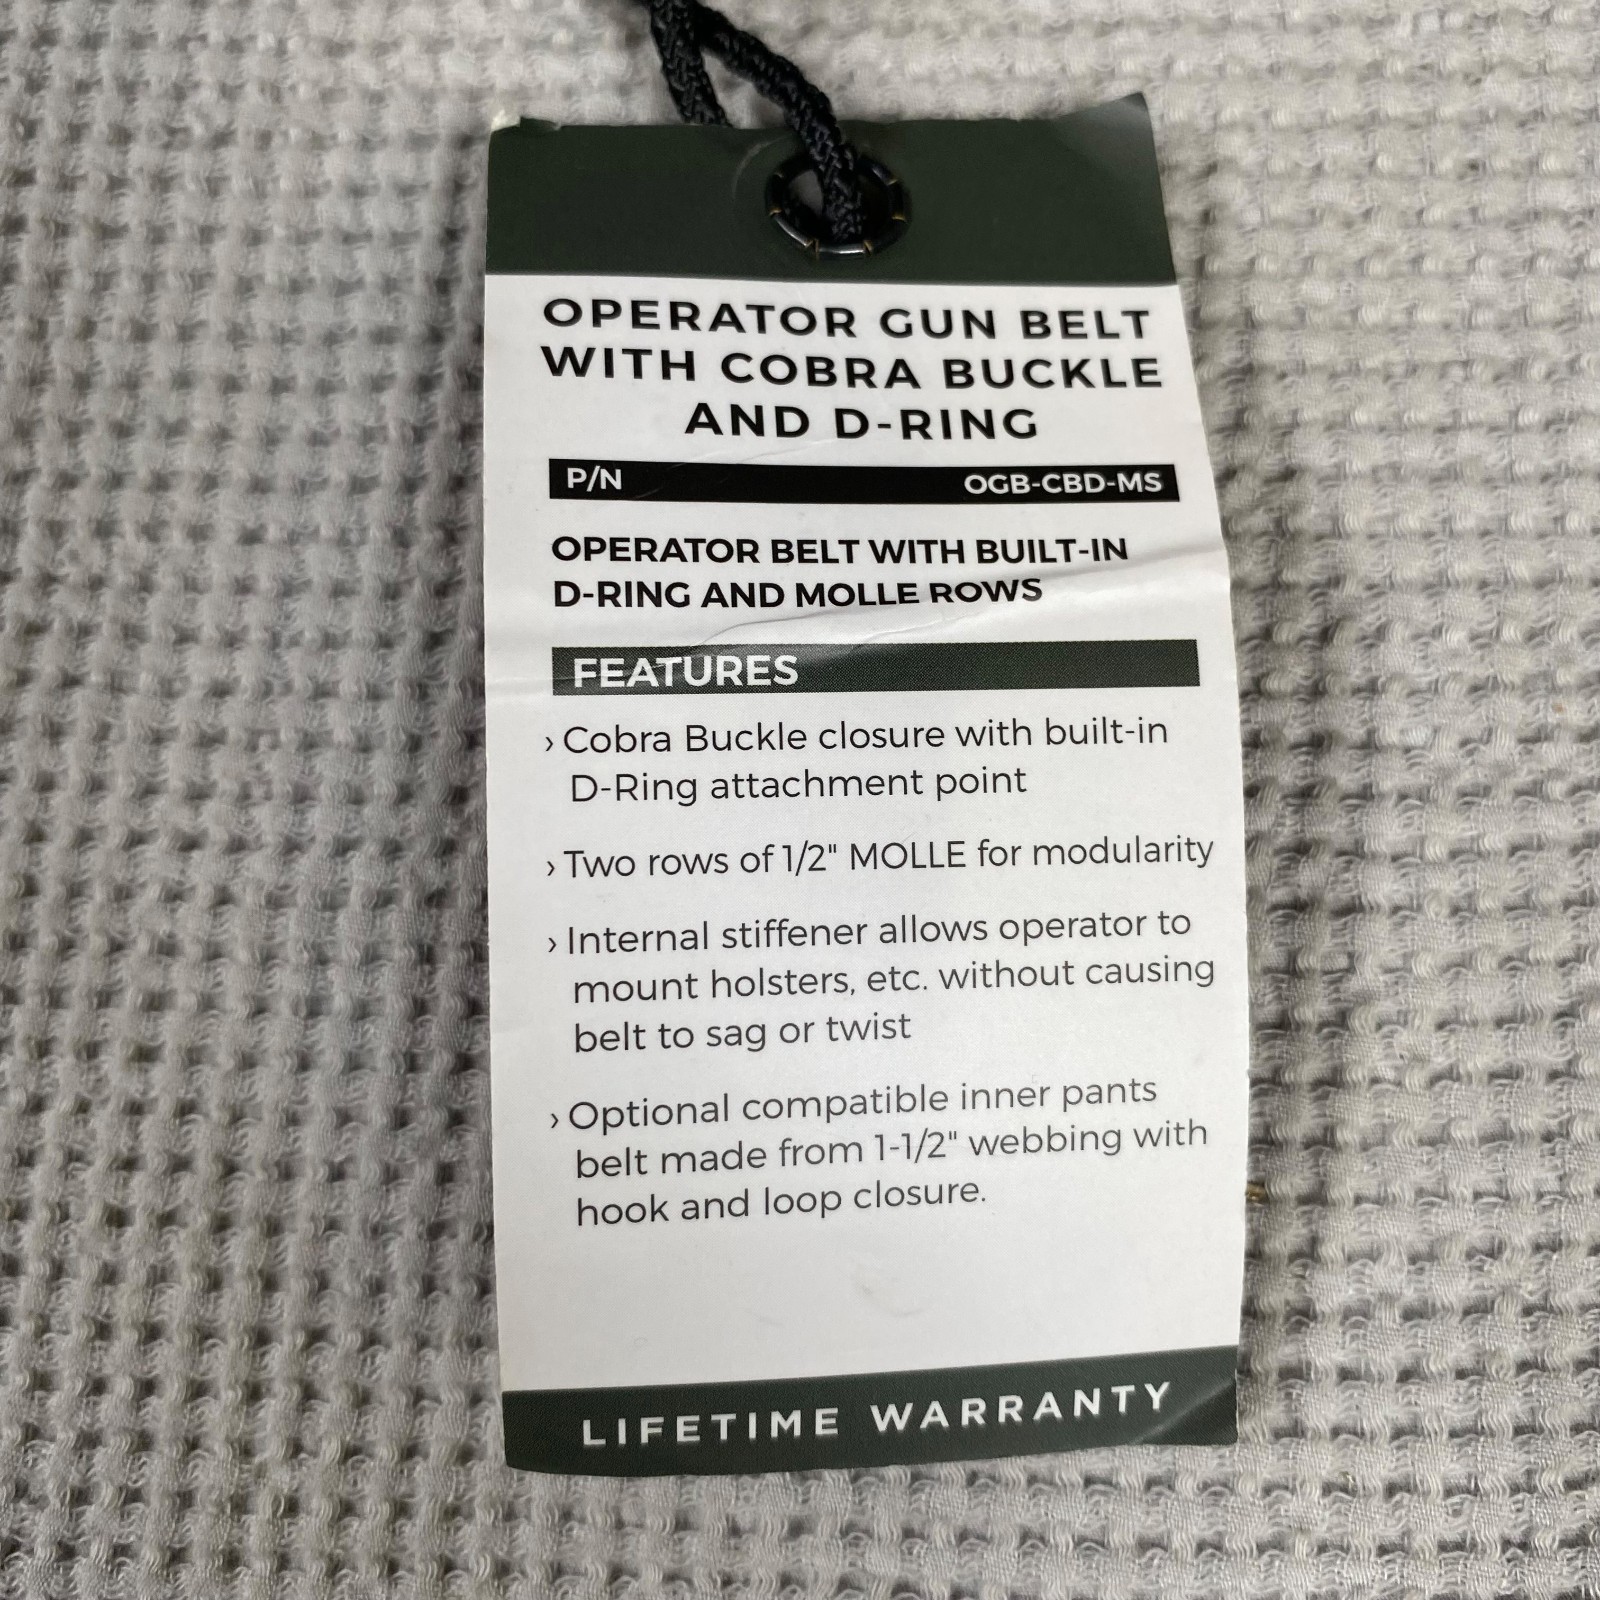 OPERATOR GUN BELT
WITH COBRA BUCKLE
AND D-RING
P/N OGB-CBD-MS
OPERATOR BELT WITH BUILT-IN
D-RING AND MOLLE ROWS
FEATURES
› Cobra Buckle closure with built-in
D-Ring attachment point
› Two rows of 1/2" MOLLE for modularity
› Internal stiffener allows operator to
mount holsters, etc. without causing
belt to sag or twist
› Optional compatible inner pants
belt made from 1-1/2" webbing with
hook and loop closure.
LIFETIME WARRANTY